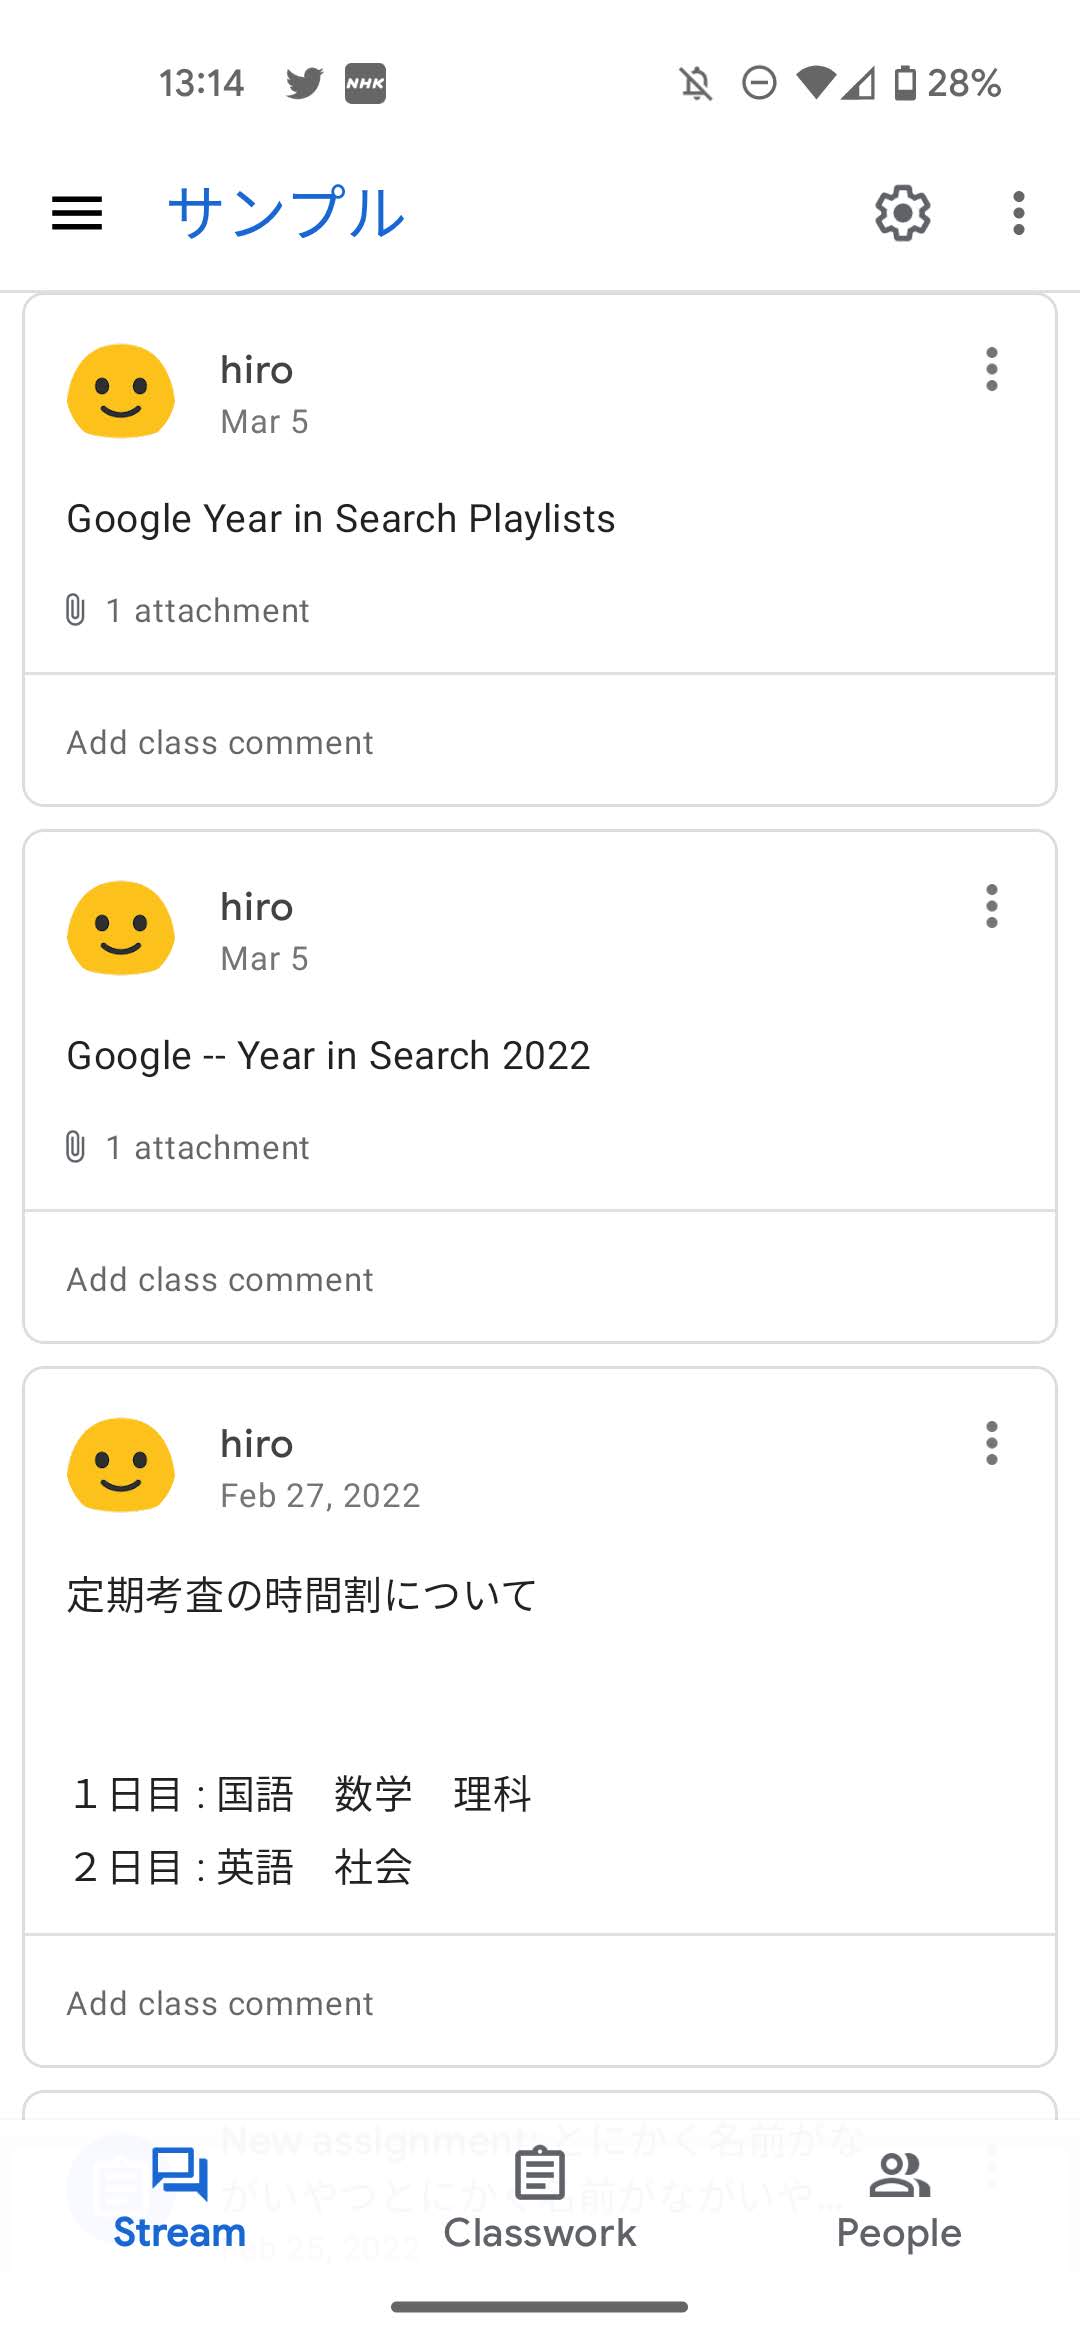 13:14 NHK 28%
サンプル
hiro
Mar 5
Google Year in Search Playlists
1 attachment
Add class comment
hiro
Mar 5
Google -- Year in Search 2022
1 attachment
Add class comment
hiro
Feb 27, 2022
定期考査の時間割について
１日目 : 国語　数学　理科
２日目 : 英語　社会
Add class comment
New assignment: とにかく名前がな
がいやつとにかく名前がながいや...
Feb 25, 2022
Stream Classwork People